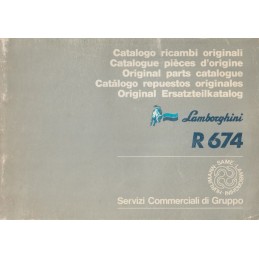 Catalogo ricambi originali
Catalogue pièces d'origine
Original parts catalogue
Catálogo repuestos originales
Original Ersatzteilkatalog
Lamborghini
R 674
Servizi Commerciali di Gruppo